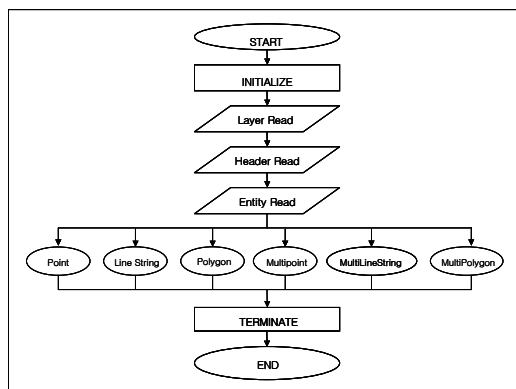 START
INITIALIZE
Layer Read
Header Read
Entity Read
Point
Line String
Polygon
Multipoint
MultiLineString
MultiPolygon
TERMINATE
END